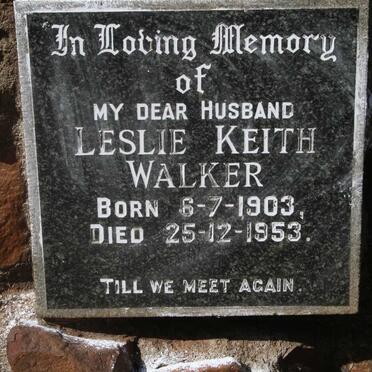 In Loving Memory
of
MY DEAR HUSBAND
LESLIE KEITH
WALKER
BORN 6-7-1903,
DIED 25-12-1953.
TILL WE MEET AGAIN.